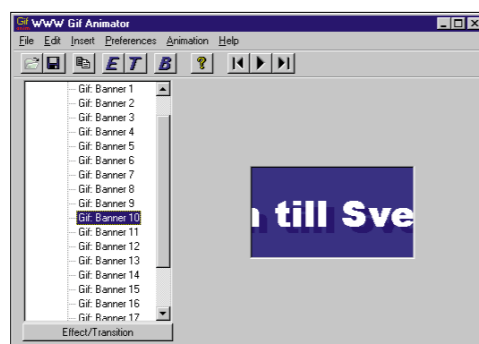 WWW Gif Animator
File Edit Insert Preferences Animation Help
E T B ?
Gif: Banner 1
Gif: Banner 2
Gif: Banner 3
Gif: Banner 4
Gif: Banner 5
Gif: Banner 6
Gif: Banner 7
Gif: Banner 8
Gif: Banner 9
Gif: Banner 10
Gif: Banner 11
Gif: Banner 12
Gif: Banner 13
Gif: Banner 14
Gif: Banner 15
Gif: Banner 16
Gif: Banner 17
till Sve
Effect/Transition